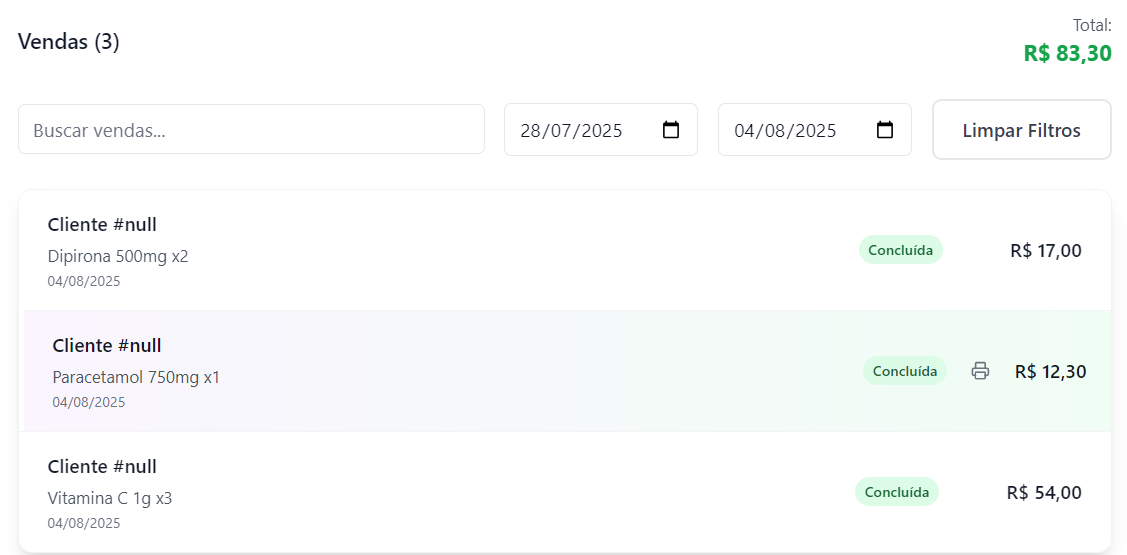 Vendas (3)
Total:
R$ 83,30
Buscar vendas...
28/07/2025
04/08/2025
Limpar Filtros
Cliente #null
Dipirona 500mg x2
04/08/2025
Concluída
R$ 17,00
Cliente #null
Paracetamol 750mg x1
04/08/2025
Concluída
R$ 12,30
Cliente #null
Vitamina C 1g x3
04/08/2025
Concluída
R$ 54,00